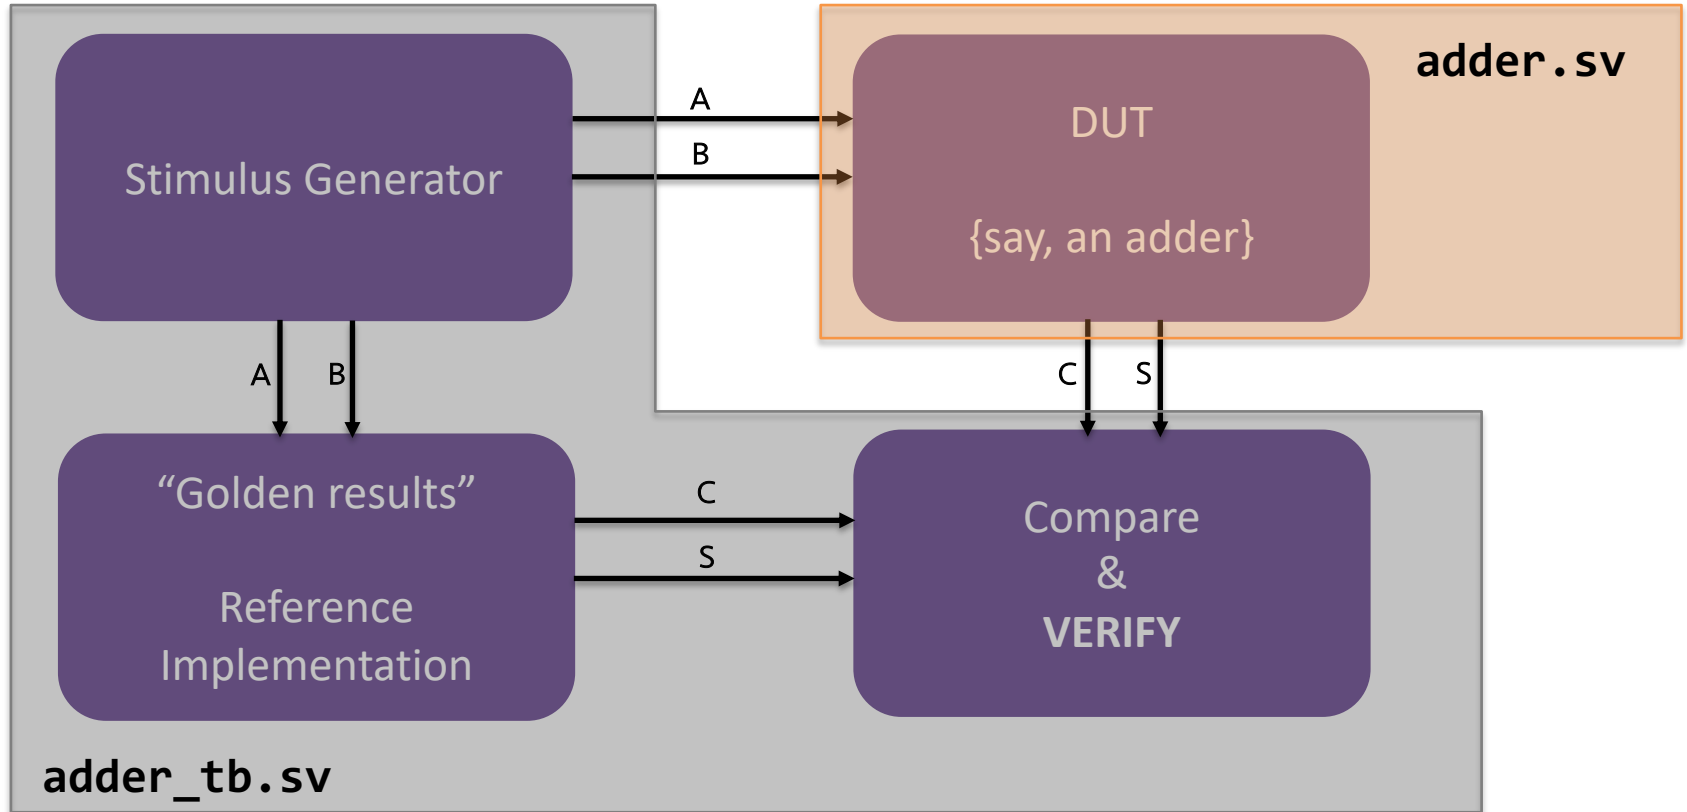 adder.sv
Stimulus Generator
A
B
DUT
{say, an adder}
A
B
C
S
“Golden results”
Reference
Implementation
C
S
Compare
&
VERIFY
adder_tb.sv